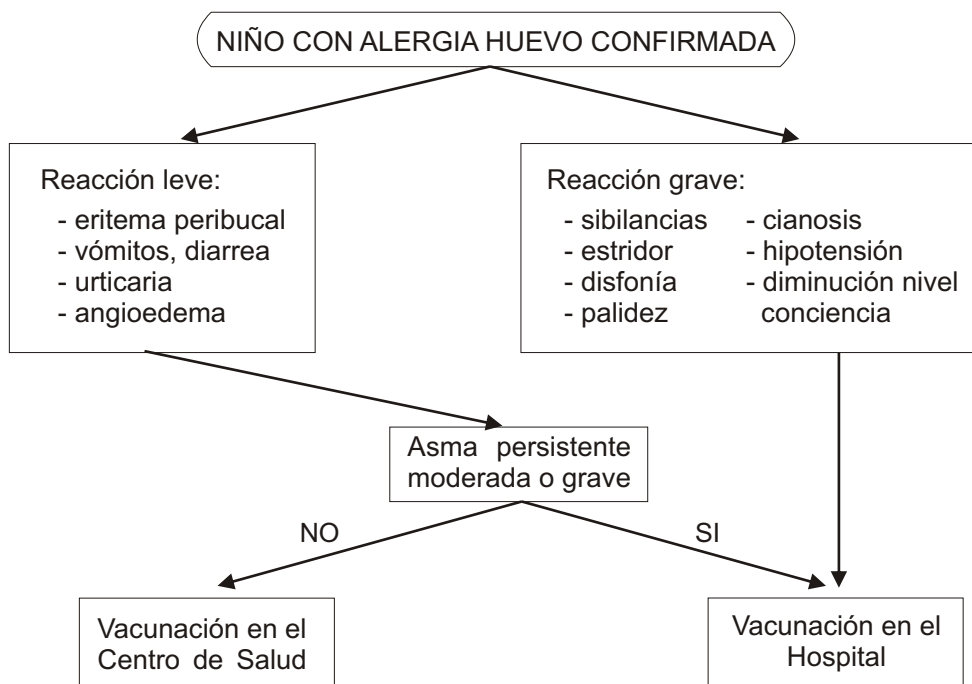 NIÑO CON ALERGIA HUEVO CONFIRMADA
Reacción leve:
- eritema peribucal
- vómitos, diarrea
- urticaria
- angioedema
Reacción grave:
- sibilancias
- estridor
- disfonía
- palidez
- cianosis
- hipotensión
- diminución nivel
conciencia
Asma persistente
moderada o grave
NO
SI
Vacunación en el
Centro de Salud
Vacunación en el
Hospital